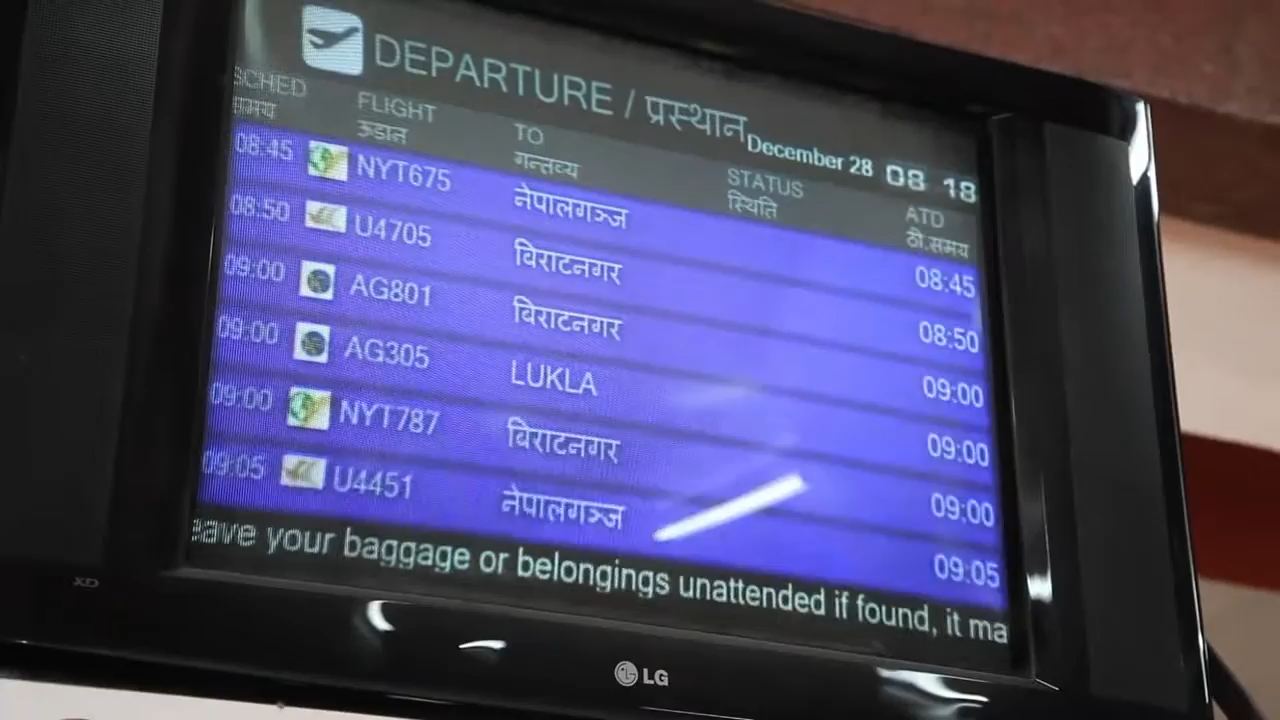 DEPARTURE / प्रस्थान December 28 08 18
SCHED FLIGHT TO STATUS ATD
समय उडान गन्तव्य स्थिति ठी.समय
08:45 NYT675 नेपालगञ्ज 08:45
08:50 U4705 बिराटनगर 08:50
09:00 AG801 बिराटनगर 09:00
09:00 AG305 LUKLA 09:00
09:00 NYT787 बिराटनगर 09:00
09:05 U4451 नेपालगञ्ज 09:05
eave your baggage or belongings unattended if found, it ma
XD
LG